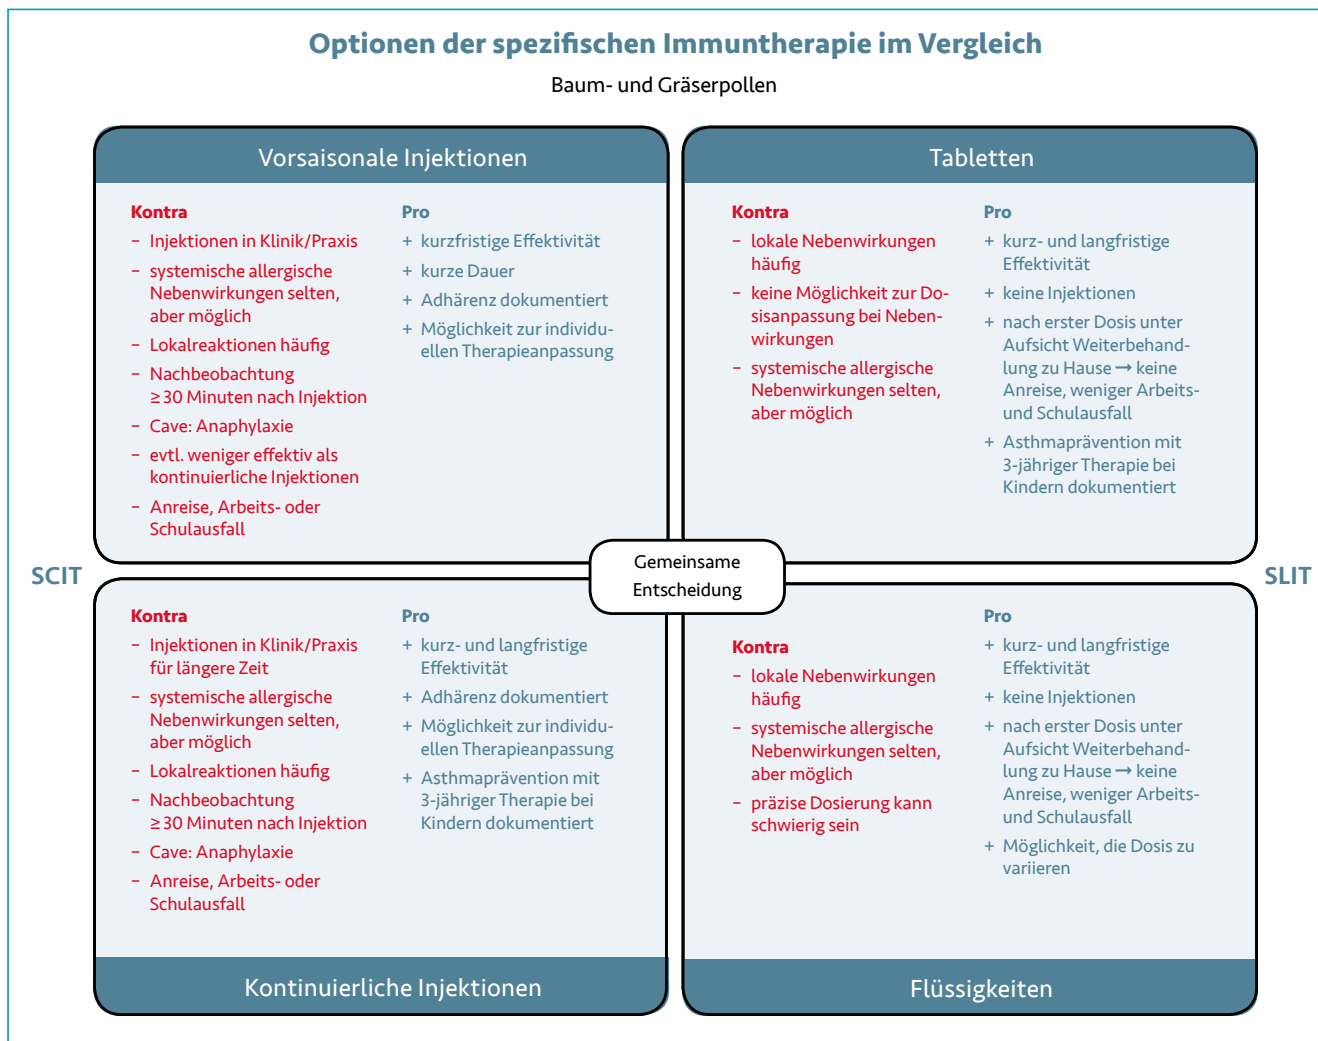 Optionen der spezifischen Immuntherapie im Vergleich
Baum- und Gräserpollen
Vorsaisonale Injektionen
Kontra
– Injektionen in Klinik/Praxis
– systemische allergische
Nebenwirkungen selten,
aber möglich
– Lokalreaktionen häufig
– Nachbeobachtung
≥ 30 Minuten nach Injektion
– Cave: Anaphylaxie
– evtl. weniger effektiv als
kontinuierliche Injektionen
– Anreise, Arbeits- oder
Schulausfall
Pro
+ kurzfristige Effektivität
+ kurze Dauer
+ Adhärenz dokumentiert
+ Möglichkeit zur individu-
ellen Therapieanpassung
Tabletten
Kontra
– lokale Nebenwirkungen
häufig
– keine Möglichkeit zur Do-
sisanpassung bei Neben-
wirkungen
– systemische allergische
Nebenwirkungen selten,
aber möglich
Pro
+ kurz- und langfristige
Effektivität
+ keine Injektionen
+ nach erster Dosis unter
Aufsicht Weiterbehand-
lung zu Hause → keine
Anreise, weniger Arbeits-
und Schulausfall
+ Asthmaprävention mit
3-jähriger Therapie bei
Kindern dokumentiert
SCIT
Gemeinsame
Entscheidung
SLIT
Kontra
– Injektionen in Klinik/Praxis
für längere Zeit
– systemische allergische
Nebenwirkungen selten,
aber möglich
– Lokalreaktionen häufig
– Nachbeobachtung
≥ 30 Minuten nach Injektion
– Cave: Anaphylaxie
– Anreise, Arbeits- oder
Schulausfall
Pro
+ kurz- und langfristige
Effektivität
+ Adhärenz dokumentiert
+ Möglichkeit zur individu-
ellen Therapieanpassung
+ Asthmaprävention mit
3-jähriger Therapie bei
Kindern dokumentiert
Kontinuierliche Injektionen
Kontra
– lokale Nebenwirkungen
häufig
– systemische allergische
Nebenwirkungen selten,
aber möglich
– präzise Dosierung kann
schwierig sein
Pro
+ kurz- und langfristige
Effektivität
+ keine Injektionen
+ nach erster Dosis unter
Aufsicht Weiterbehand-
lung zu Hause → keine
Anreise, weniger Arbeits-
und Schulausfall
+ Möglichkeit, die Dosis zu
variieren
Flüssigkeiten